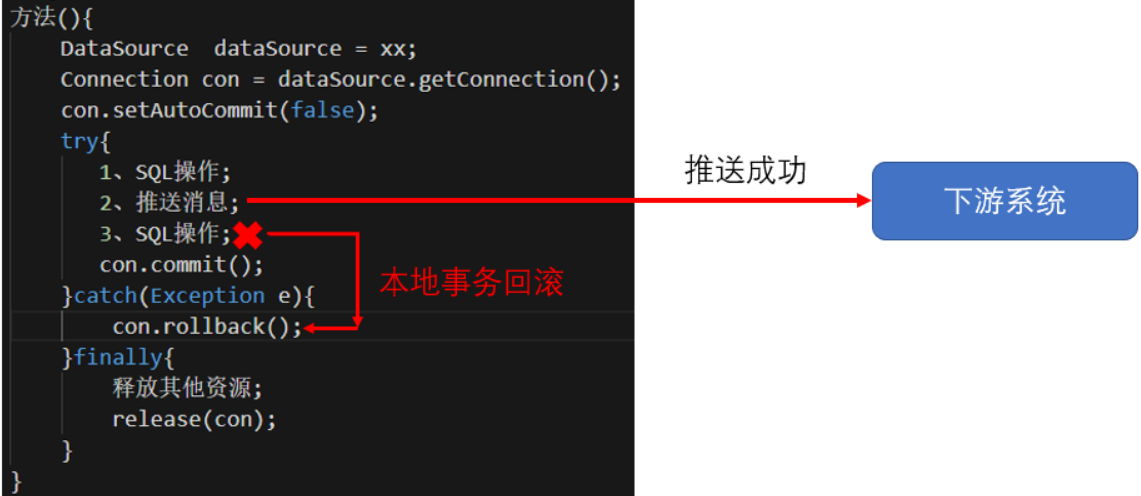 方法(){
DataSource  dataSource = xx;
Connection con = dataSource.getConnection();
con.setAutoCommit(false);
try{
1、SQL操作;
2、推送消息;
3、SQL操作;
con.commit();
}catch(Exception e){
con.rollback();
}finally{
释放其他资源;
release(con);
}
}
本地事务回滚
推送成功
下游系统